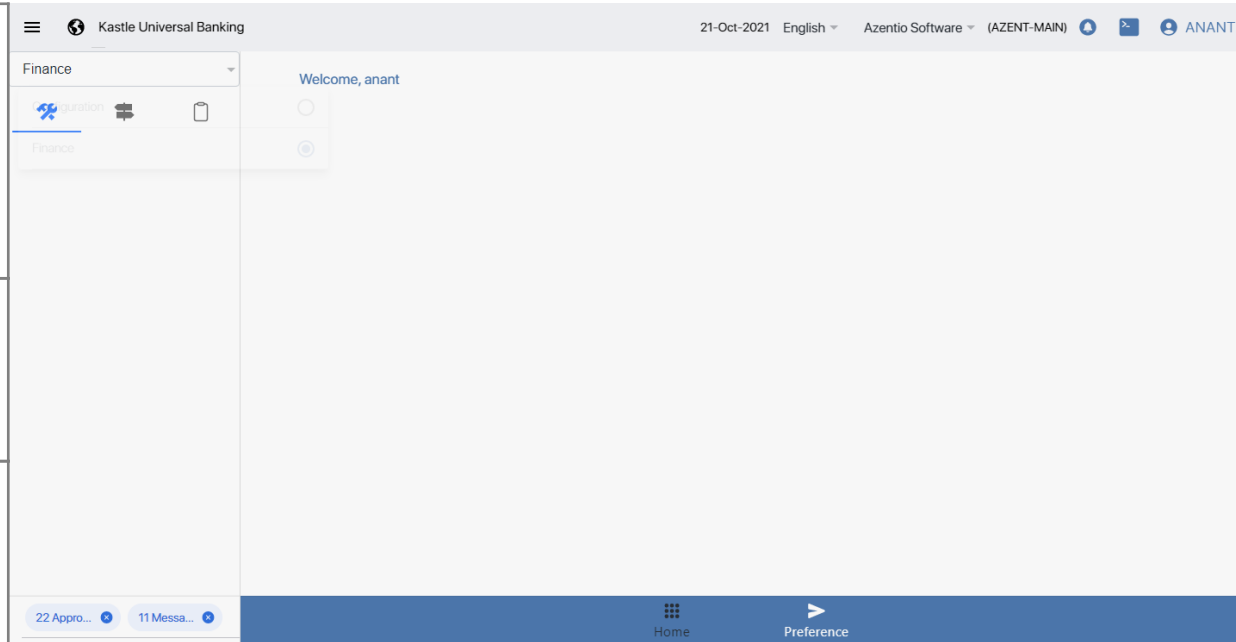 Kastle Universal Banking 21-Oct-2021 English Azentio Software (AZENT-MAIN) ANANT
Finance
Welcome, anant
Configuration
Finance
22 Appro... 11 Messa...
Home Preference